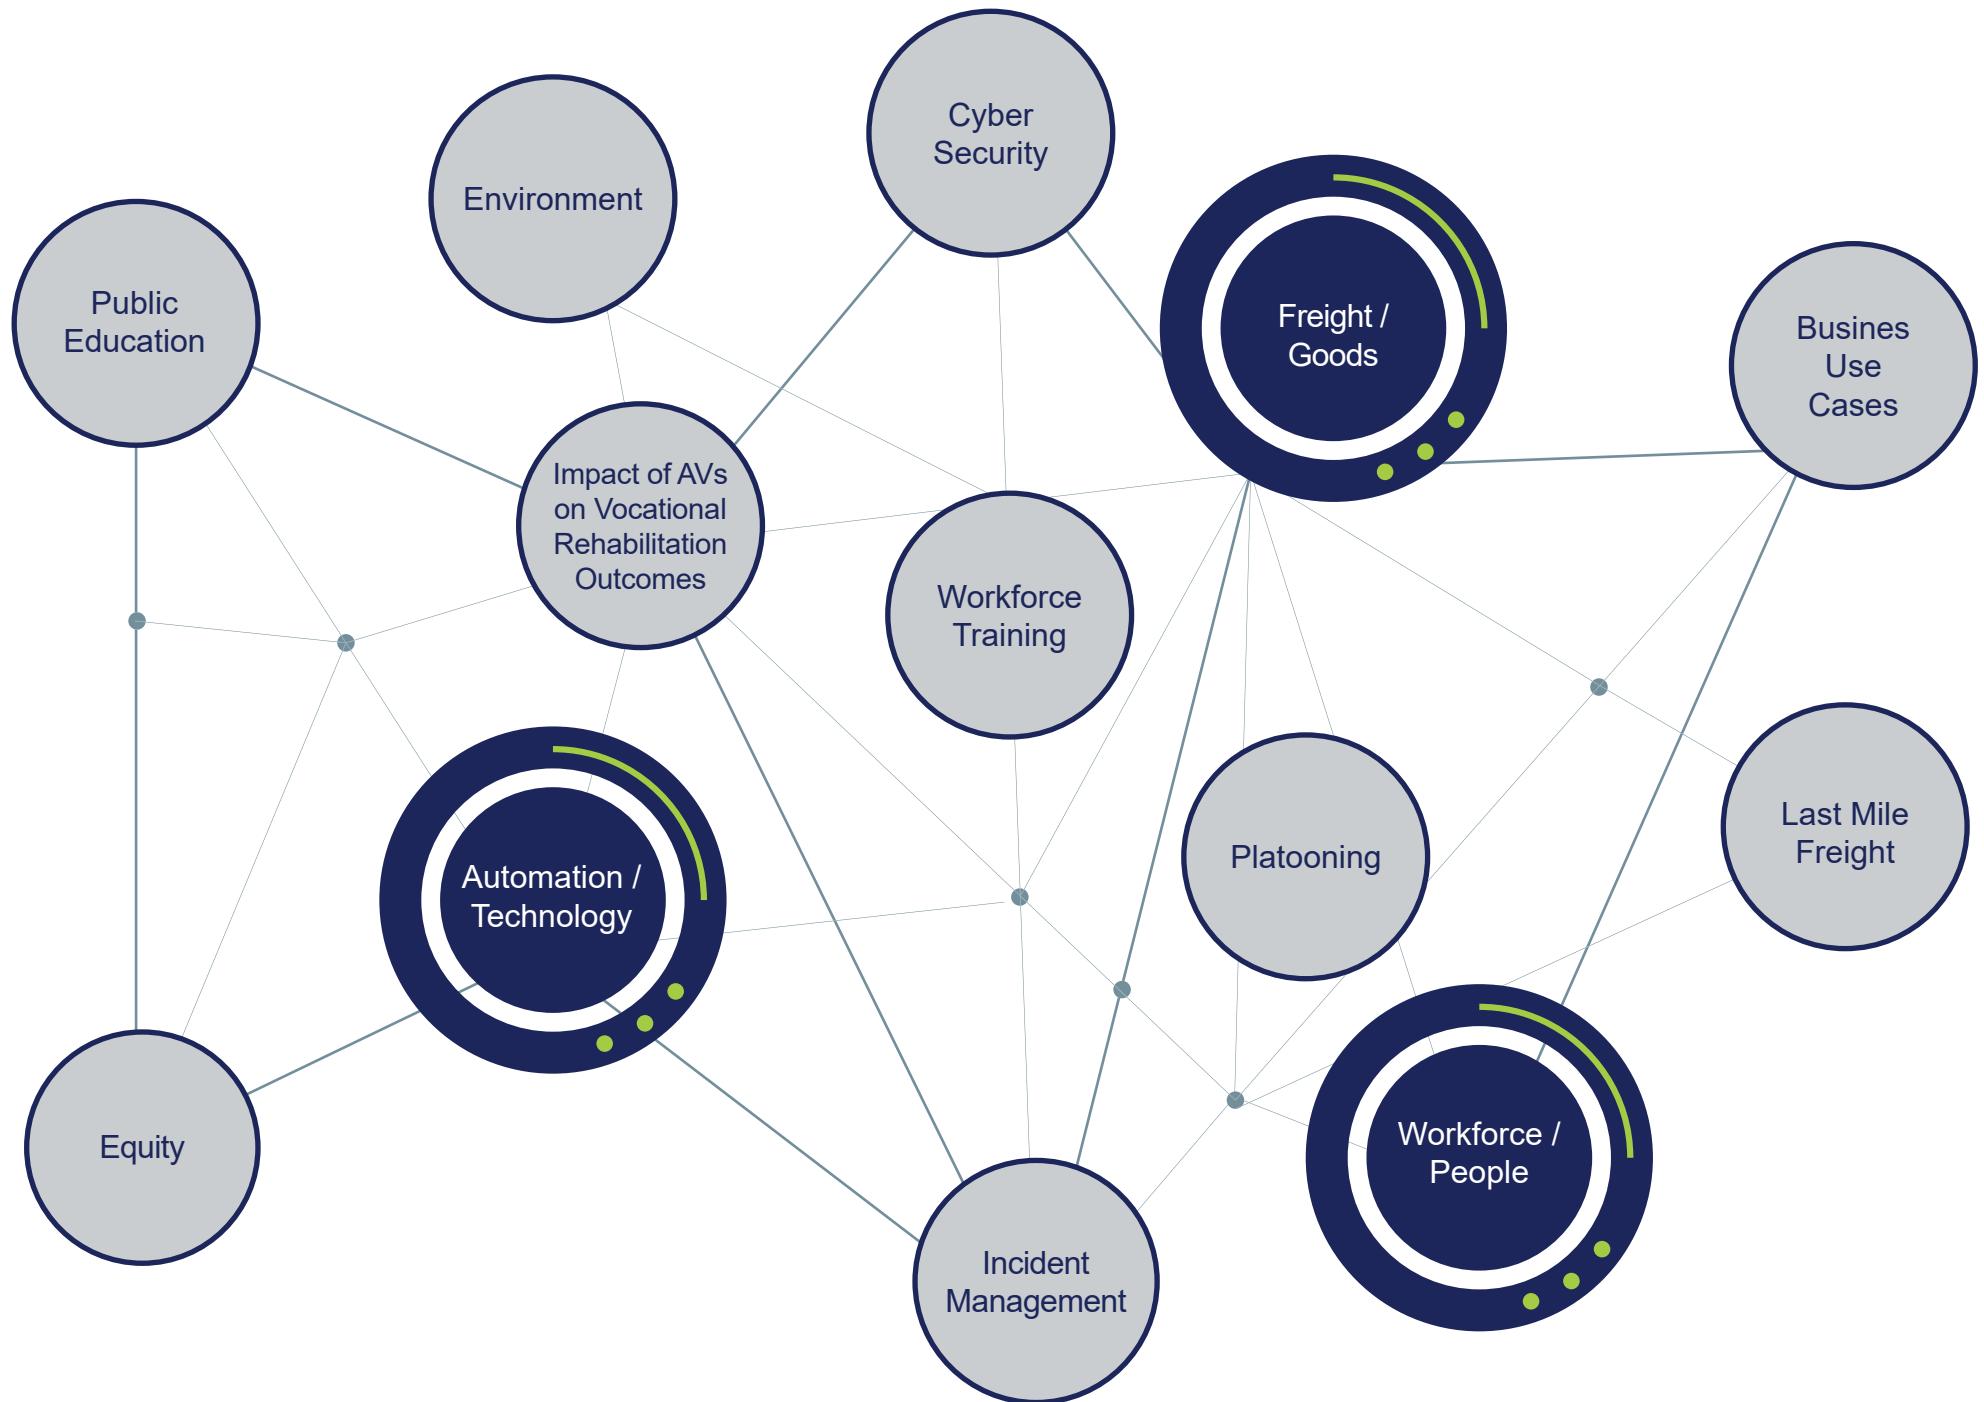 Cyber
Security
Environment
Public
Education
Freight /
Goods
Busines
Use
Cases
Impact of AVs
on Vocational
Rehabilitation
Outcomes
Workforce
Training
Platooning
Last Mile
Freight
Automation /
Technology
Equity
Workforce /
People
Incident
Management